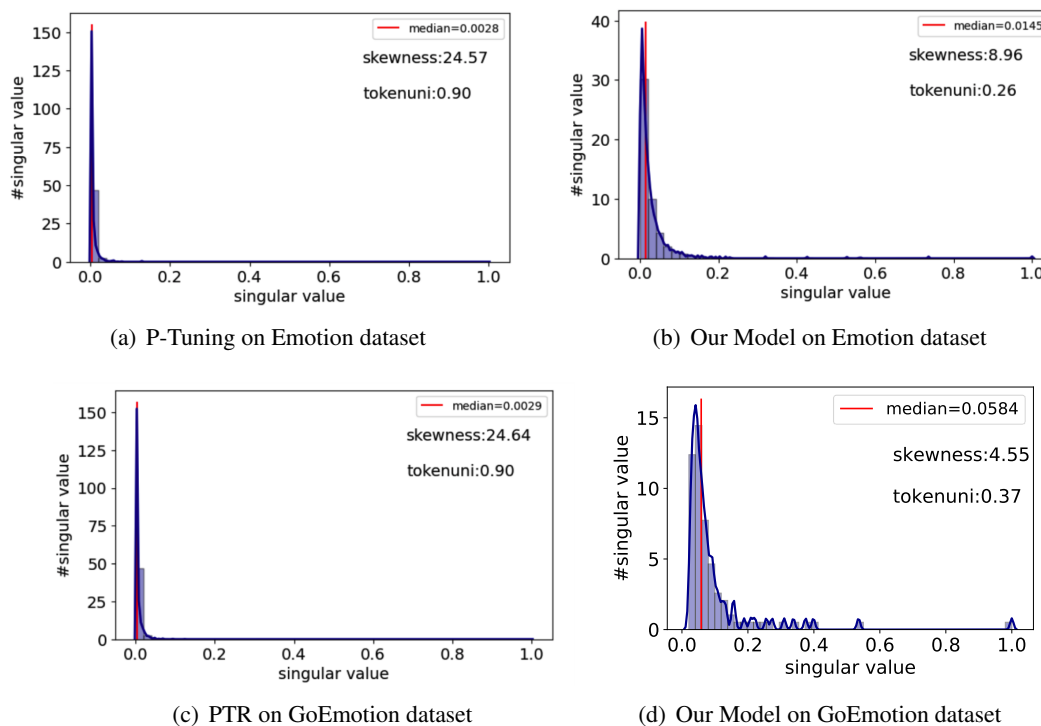 median=0.0028
skewness:24.57
tokenuni:0.90
#singular value
150
125
100
75
50
25
0
0.0 0.2 0.4 0.6 0.8 1.0
singular value
(a) P-Tuning on Emotion dataset
median=0.0145
skewness:8.96
tokenuni:0.26
#singular value
40
30
20
10
0
0.0 0.2 0.4 0.6 0.8 1.0
singular value
(b) Our Model on Emotion dataset
median=0.0029
skewness:24.64
tokenuni:0.90
#singular value
150
125
100
75
50
25
0
0.0 0.2 0.4 0.6 0.8 1.0
singular value
(c) PTR on GoEmotion dataset
median=0.0584
skewness:4.55
tokenuni:0.37
#singular value
15
10
5
0
0.0 0.2 0.4 0.6 0.8 1.0
singular value
(d) Our Model on GoEmotion dataset